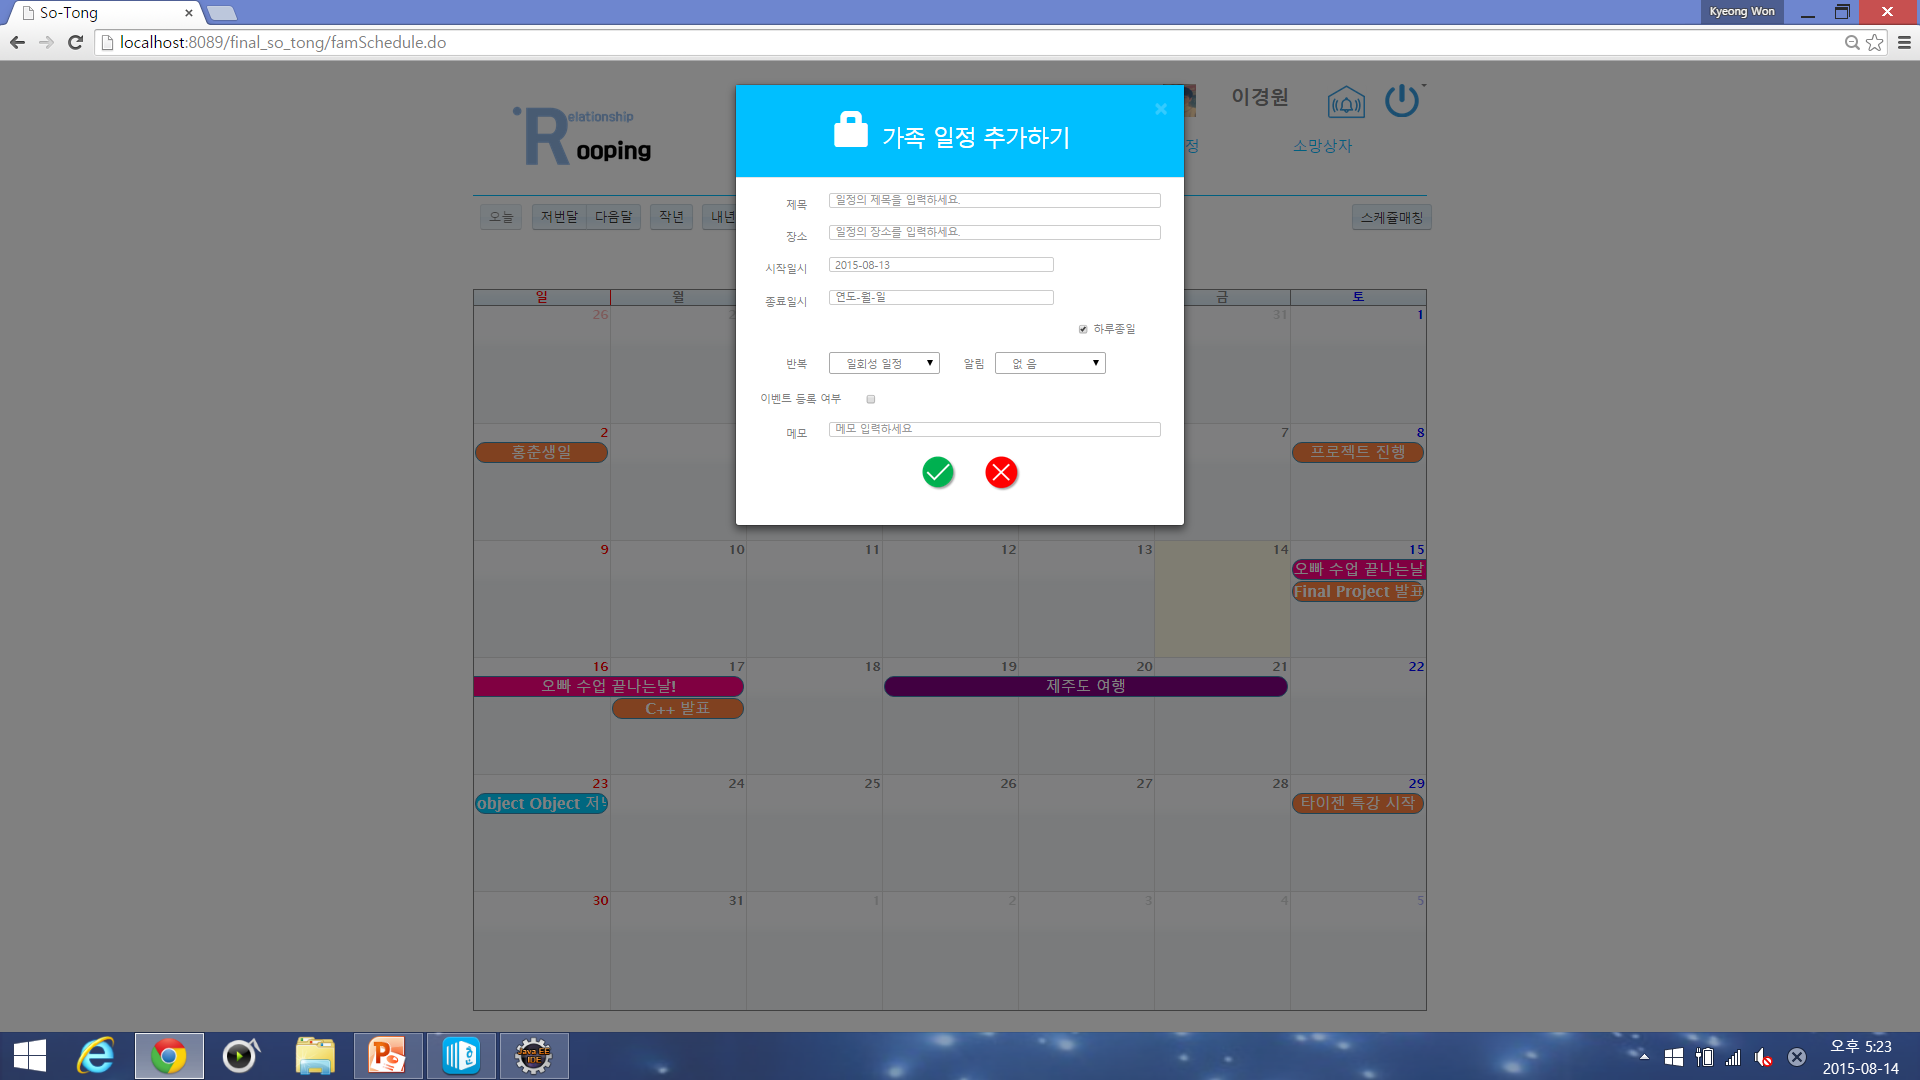 So-Tong
Kyeong Won
localhost:8089/final_so_tong/famSchedule.do
Relationship
Rooping
이경원
정
소망상자
가족 일정 추가하기
오늘
저번달
다음달
작년
내년
스케쥴매칭
제목
일정의 제목을 입력하세요.
장소
일정의 장소를 입력하세요.
시작일시
2015-08-13
종료일시
연도-월-일
하루종일
반복
일회성 일정
알림
없 음
이벤트 등록 여부
메모
메모 입력하세요
일 월 금 토
26 2 31 1
2 7 8
홍춘생일
프로젝트 진행
9 10 11 12 13 14 15
오빠 수업 끝나는날
Final Project 발표
16 17 18 19 20 21 22
오빠 수업 끝나는날!
제주도 여행
C++ 발표
23 24 25 26 27 28 29
object Object 저녁
타이젠 특강 시작
30 31 1 2 3 4 5
Java EE
IDE
오후 5:23
2015-08-14